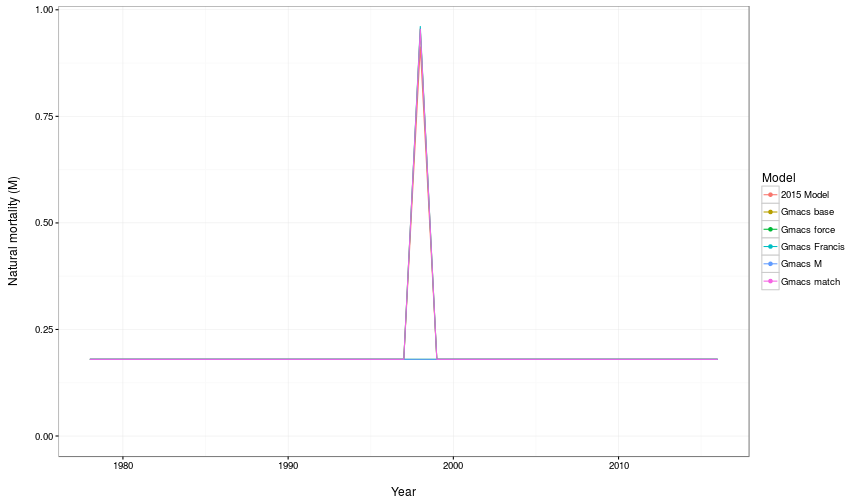 1.00
0.75
0.50
0.25
0.00
Natural mortality (M)
1980
1990
2000
2010
Year
Model
2015 Model
Gmacs base
Gmacs force
Gmacs Francis
Gmacs M
Gmacs match